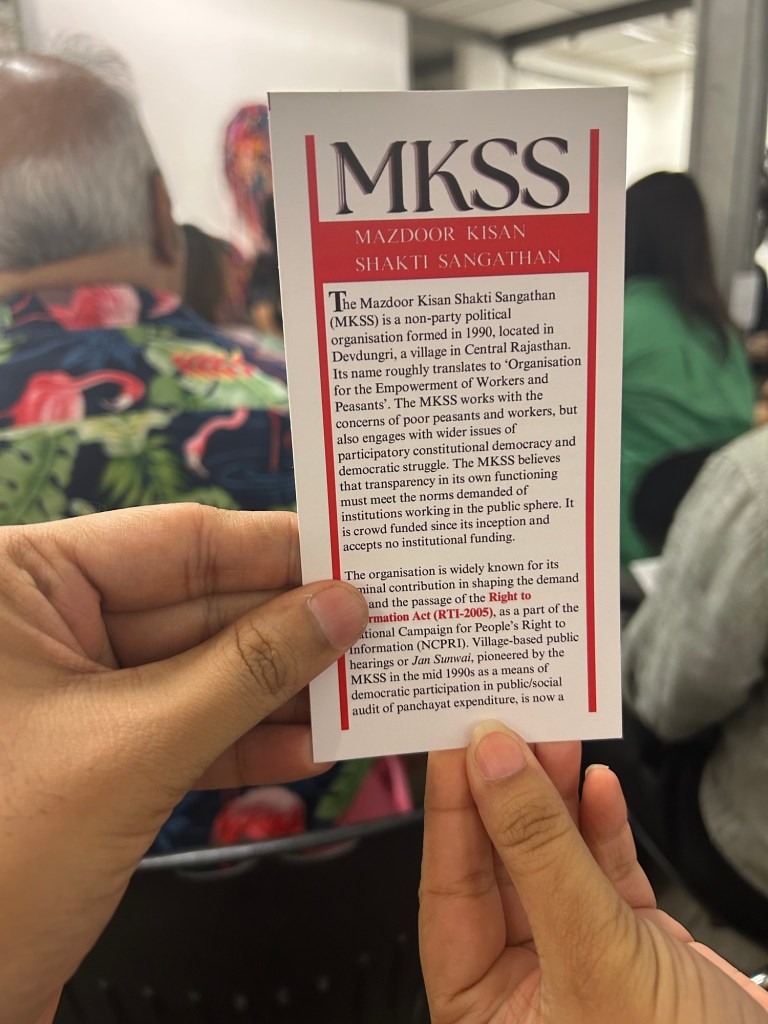 MKSS
MAZDOOR KISAN
SHAKTI SANGATHAN
The Mazdoor Kisan Shakti Sangathan
(MKSS) is a non-party political
organisation formed in 1990, located in
Devdungri, a village in Central Rajasthan.
Its name roughly translates to ‘Organisation
for the Empowerment of Workers and
Peasants’. The MKSS works with the
concerns of poor peasants and workers, but
also engages with wider issues of
participatory constitutional democracy and
democratic struggle. The MKSS believes
that transparency in its own functioning
must meet the norms demanded of
institutions working in the public sphere. It
is crowd funded since its inception and
accepts no institutional funding.
The organisation is widely known for its
minal contribution in shaping the demand
and the passage of the Right to
rmation Act (RTI-2005), as a part of the
ational Campaign for People's Right to
Information (NCPRI). Village-based public
hearings or Jan Sunwai, pioneered by the
MKSS in the mid 1990s as a means of
democratic participation in public/social
audit of panchayat expenditure, is now a